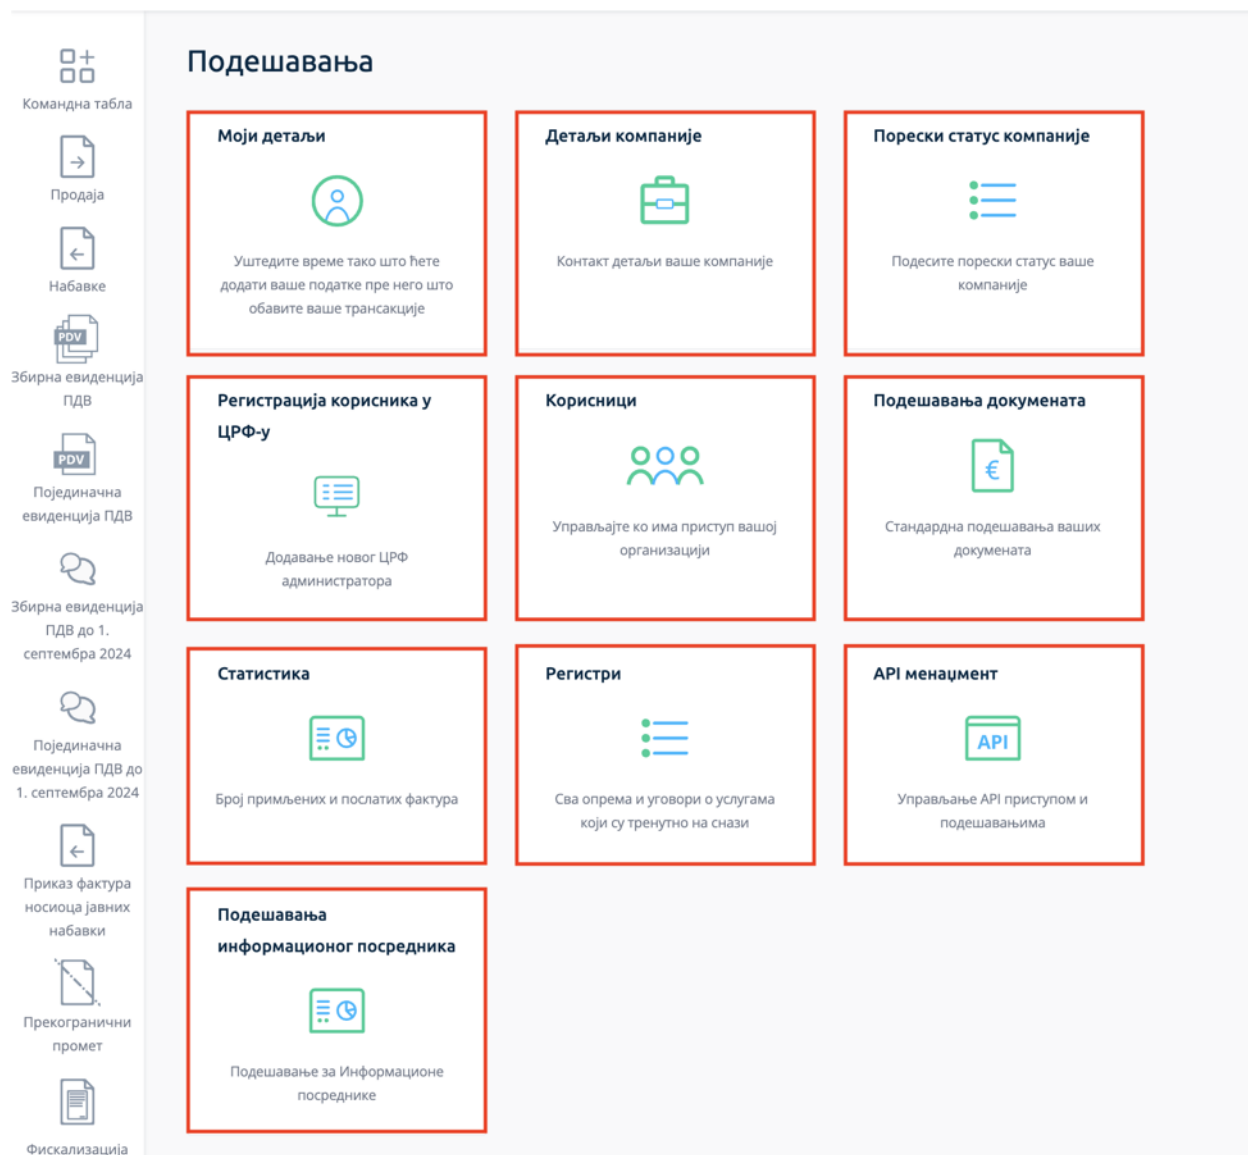 Командна табла
Продаја
Набавке
PDV
Збирна евиденција
ПДВ
PDV
Појединачна
евиденција ПДВ
Збирна евиденција
ПДВ до 1.
септембра 2024
Појединачна
евиденција ПДВ до
1. септембра 2024
Приказ фактура
носиоца јавних
набавки
Прекогранични
промет
Фискализација
Подешавања
Моји детаљи
Уштедите време тако што ћете
додати ваше податке пре него што
обавите ваше трансакције
Детаљи компаније
Контакт детаљи ваше компаније
Порески статус компаније
Подесите порески статус ваше
компаније
Регистрација корисника у
ЦРФ-у
Додавање новог ЦРФ
администратора
Корисници
Управљајте ко има приступ вашој
организацији
Подешавања докумената
€
Стандардна подешавања ваших
докумената
Статистика
Број примљених и послатих фактура
Регистри
Сва опрема и уговори о услугама
који су тренутно на снази
API менаџмент
API
Управљање API приступом и
подешавањима
Подешавања
информационог посредника
Подешавање за Информационе
посреднике